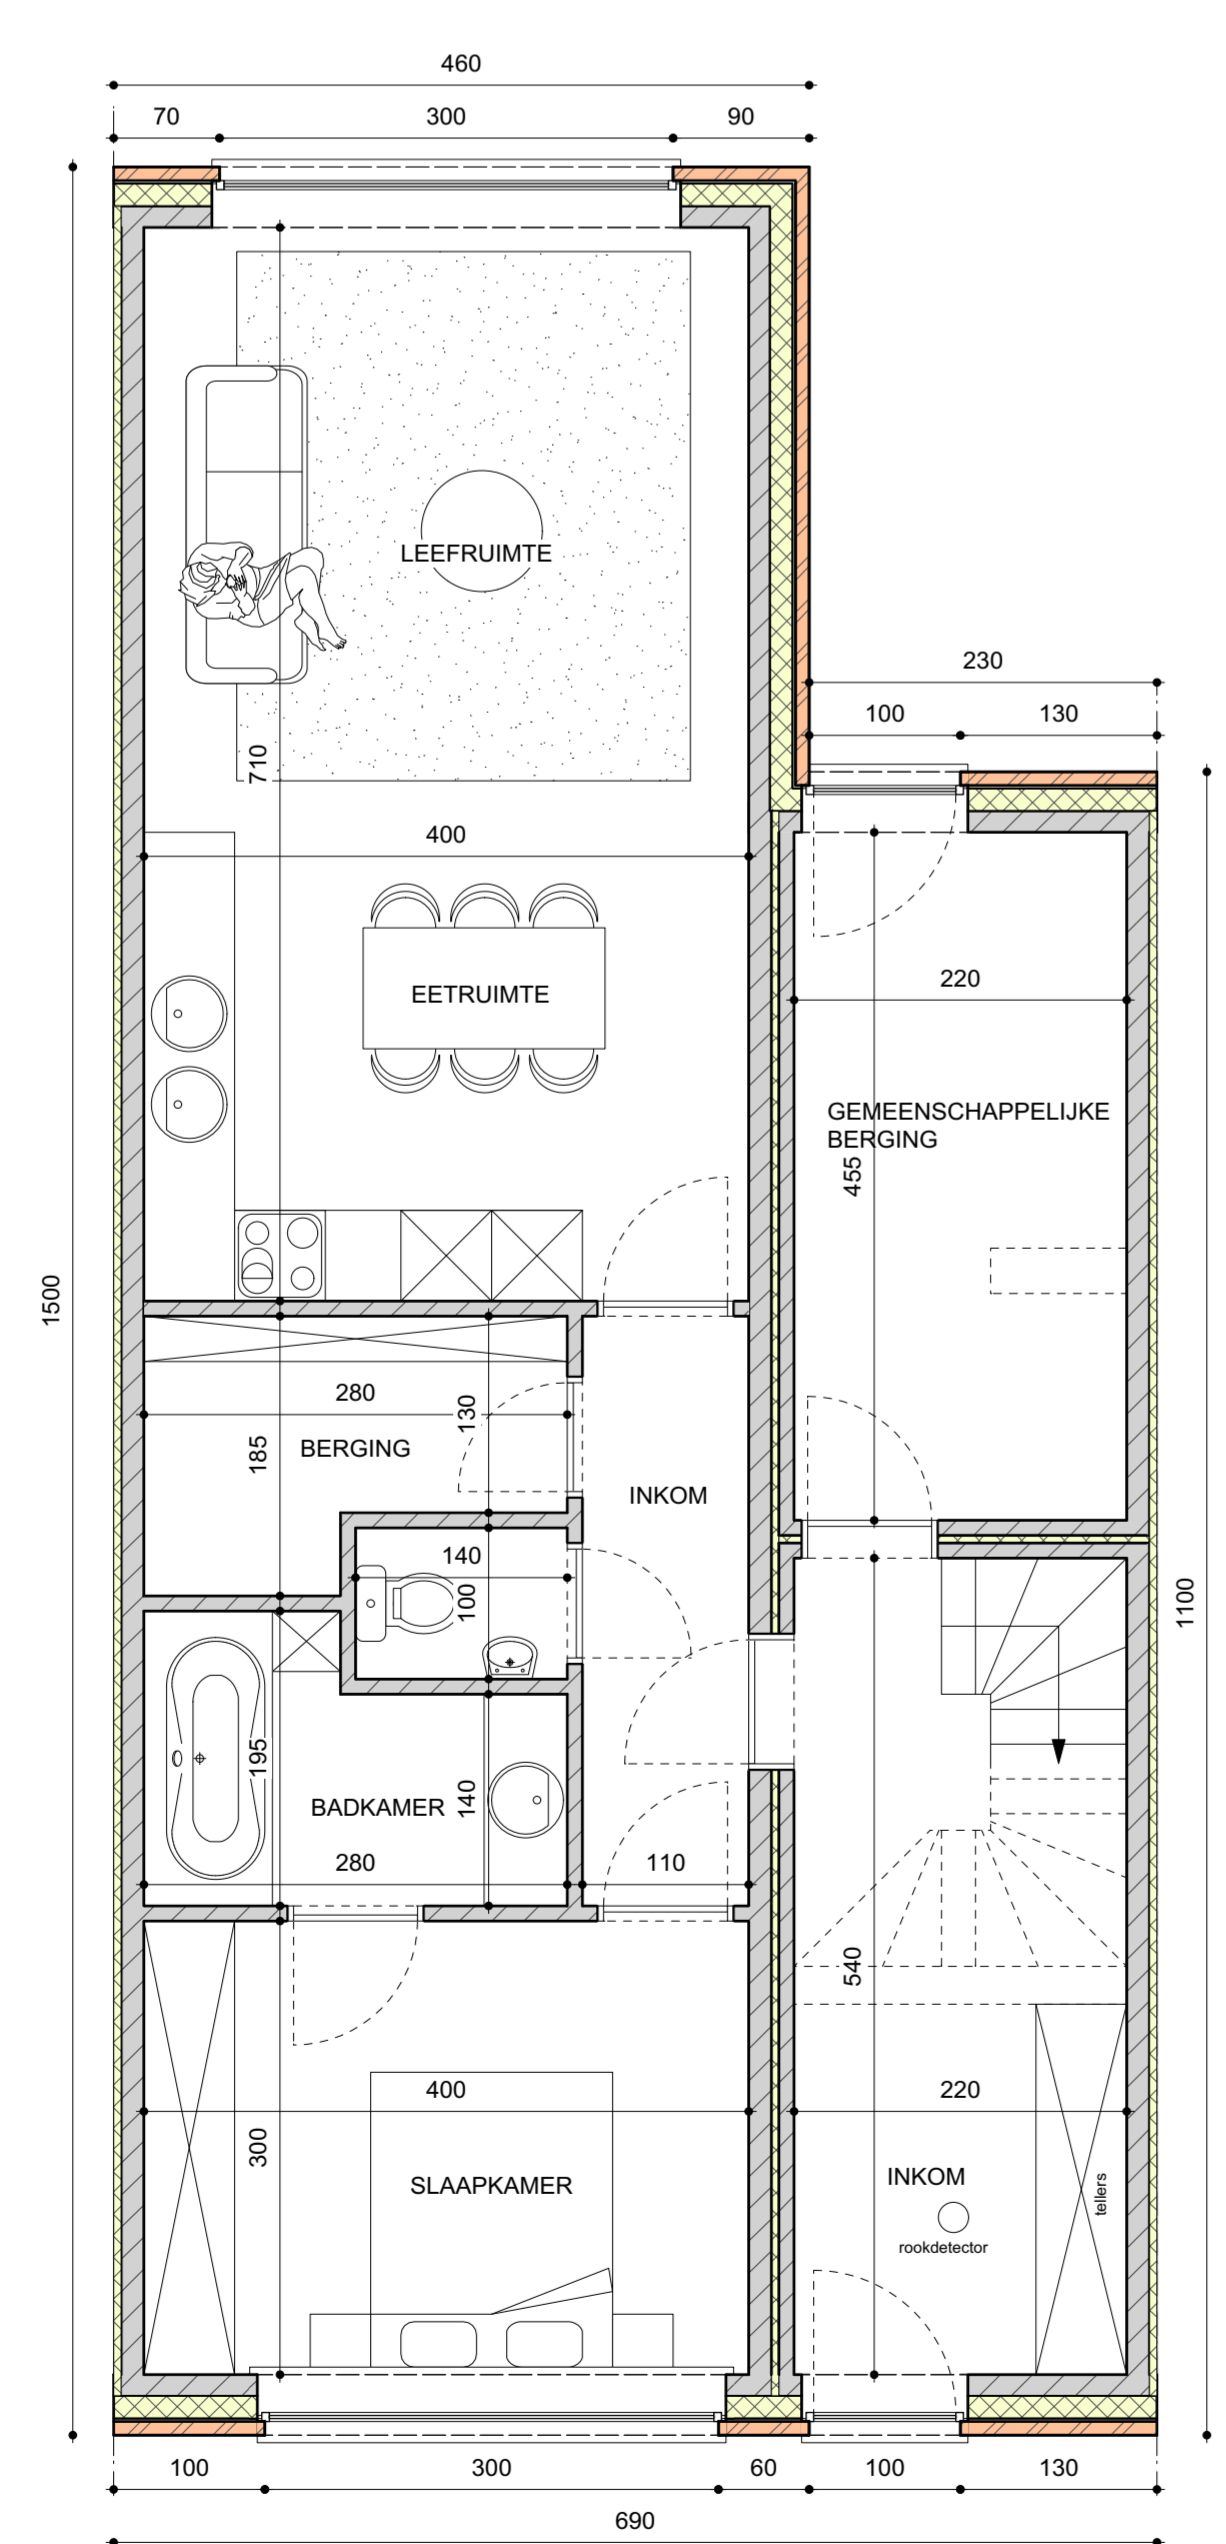 460
70
300
90
LEEFRUIMTE
230
100
130
710
400
EETRUIMTE
220
GEMEENSCHAPPELIJKE
BERGING
455
1500
280
130
185
BERGING
INKOM
140
100
1100
195
140
BADKAMER
280
110
540
400
220
300
SLAAPKAMER
INKOM
tellers
rookdetector
100
300
60
100
130
690